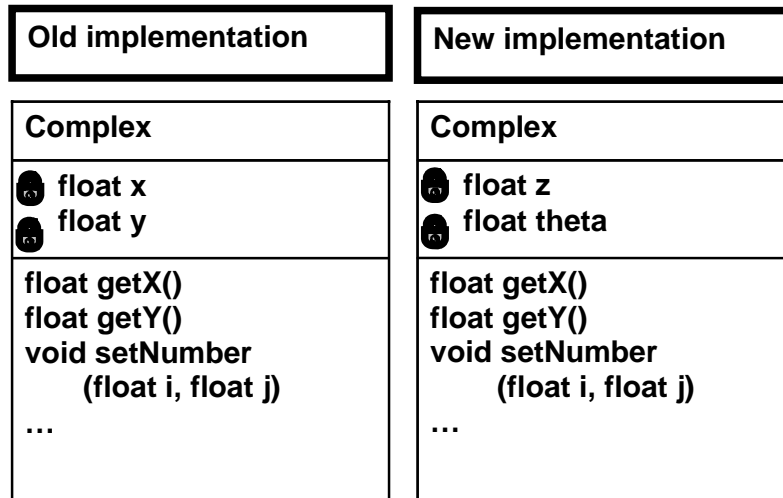 Old implementation
New implementation
Complex
float x
float y
float getX()
float getY()
void setNumber
(float i, float j)
…
Complex
float z
float theta
float getX()
float getY()
void setNumber
(float i, float j)
…